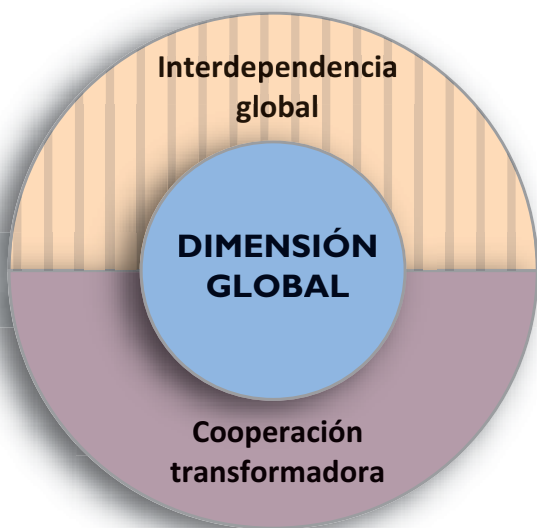 Interdependencia
global
DIMENSIÓN
GLOBAL
Cooperación
transformadora